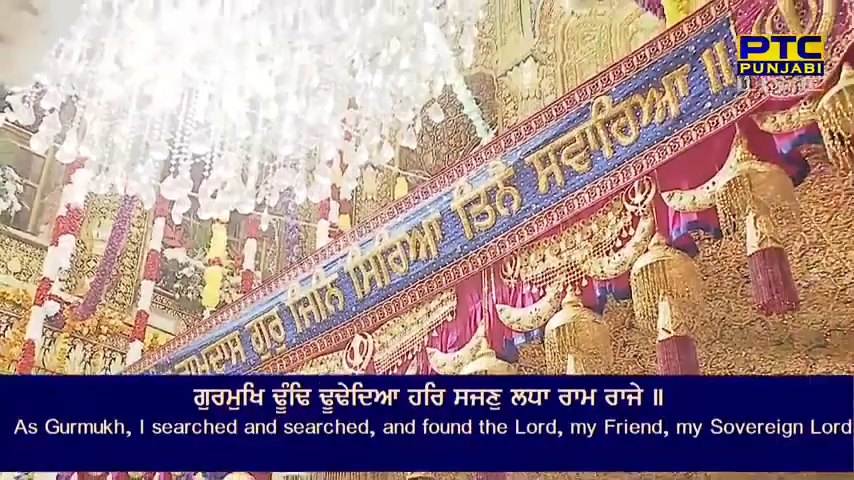 PTC
PUNJABI
ਰਾਮਦਾਸ ਗੁਰੁ ਜਿਨਿ ਸਿਰਿਆ ਤਿਨੈ ਸਵਾਰਿਆ ॥
ਗੁਰਮੁਖਿ ਢੂੰਢਿ ਢੂਢੇਦਿਆ ਹਰਿ ਸਜਣੁ ਲਧਾ ਰਾਮ ਰਾਜੇ ॥
As Gurmukh, I searched and searched, and found the Lord, my Friend, my Sovereign Lord